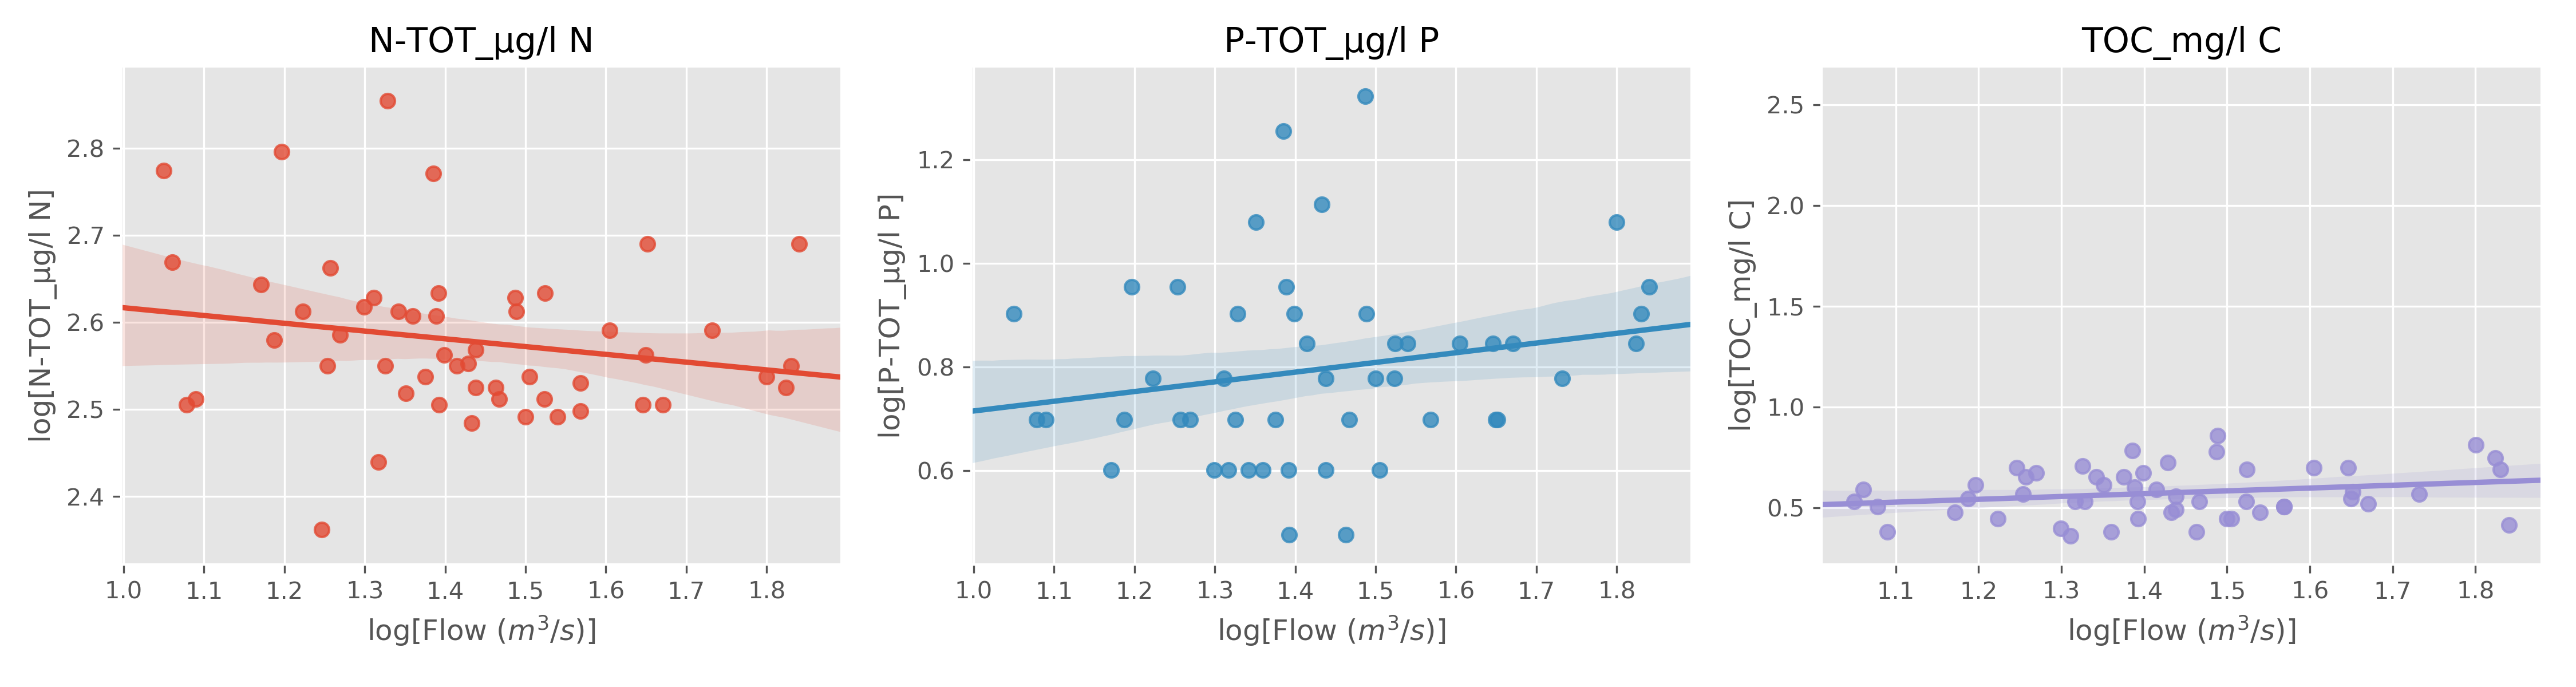 N-TOT_µg/l N
log[N-TOT_µg/l N]
2.8
2.7
2.6
2.5
2.4
1.0 1.1 1.2 1.3 1.4 1.5 1.6 1.7 1.8
log[Flow (m³/s)]
P-TOT_µg/l P
log[P-TOT_µg/l P]
1.2
1.0
0.8
0.6
1.0 1.1 1.2 1.3 1.4 1.5 1.6 1.7 1.8
log[Flow (m³/s)]
TOC_mg/l C
log[TOC_mg/l C]
2.5
2.0
1.5
1.0
0.5
1.1 1.2 1.3 1.4 1.5 1.6 1.7 1.8
log[Flow (m³/s)]